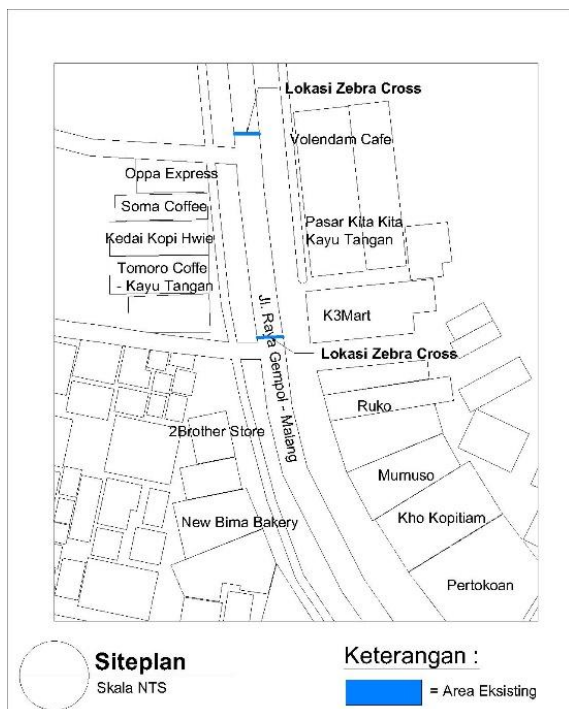 Lokasi Zebra Cross
Volendam Cafe
Oppa Express
Soma Coffee
Pasar Kita Kita
Kayu Tangan
Kedai Kopi Hwie
Tomoro Coffe
- Kayu Tangan
K3Mart
Jl. Raya Gempol - Malang
Lokasi Zebra Cross
Ruko
2Brother Store
Mumuso
New Bima Bakery
Kho Kopitiam
Pertokoan
Siteplan
Skala NTS
Keterangan :
= Area Eksisting